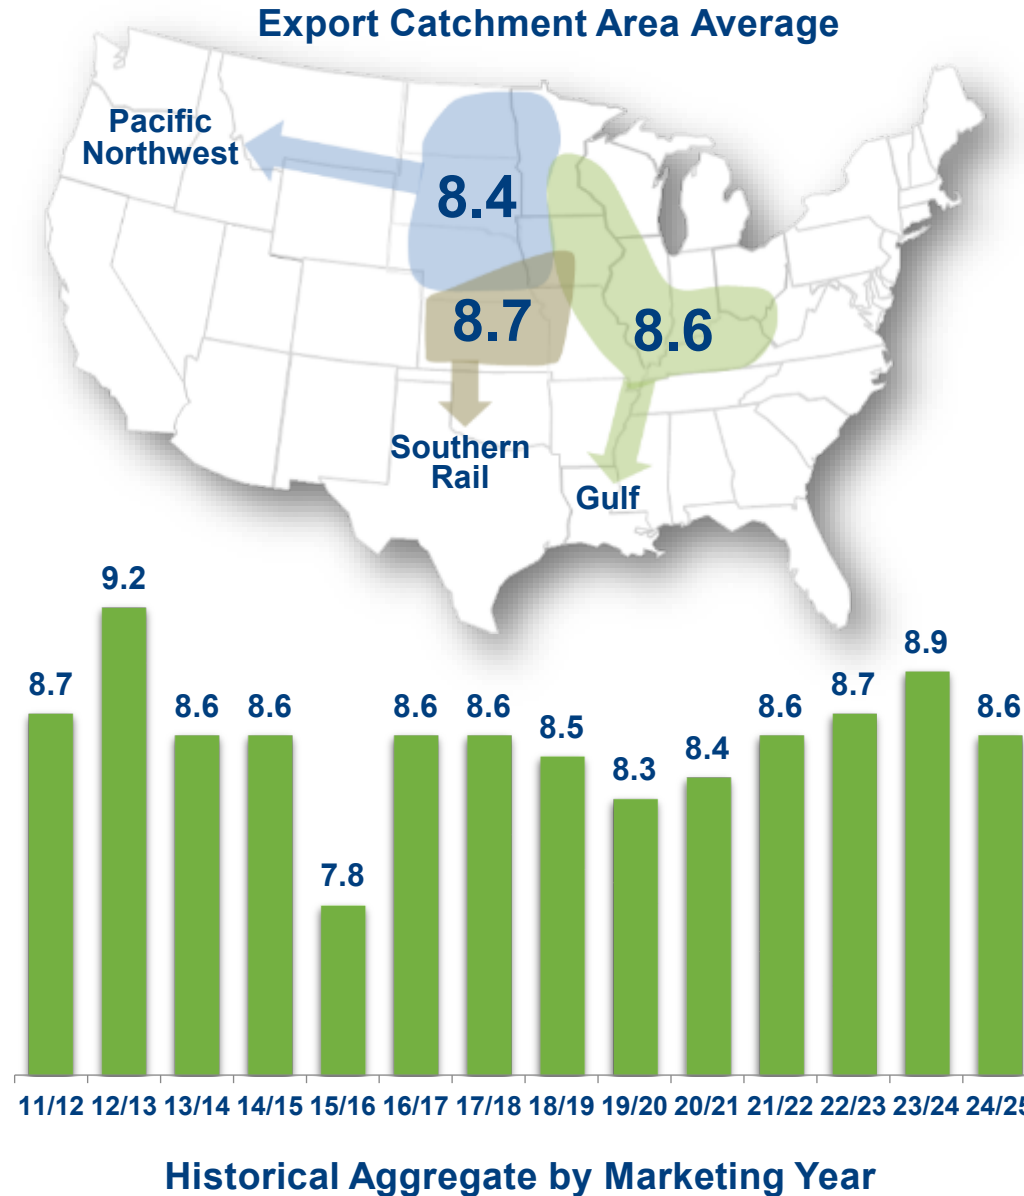 Export Catchment Area Average
Pacific
Northwest
8.4
8.7
8.6
Southern
Rail
Gulf
9.2
8.9
8.7
8.6
8.6
8.6
8.6
8.5
8.3
8.4
8.6
8.7
8.6
7.8
11/12 12/13 13/14 14/15 15/16 16/17 17/18 18/19 19/20 20/21 21/22 22/23 23/24 24/25
Historical Aggregate by Marketing Year